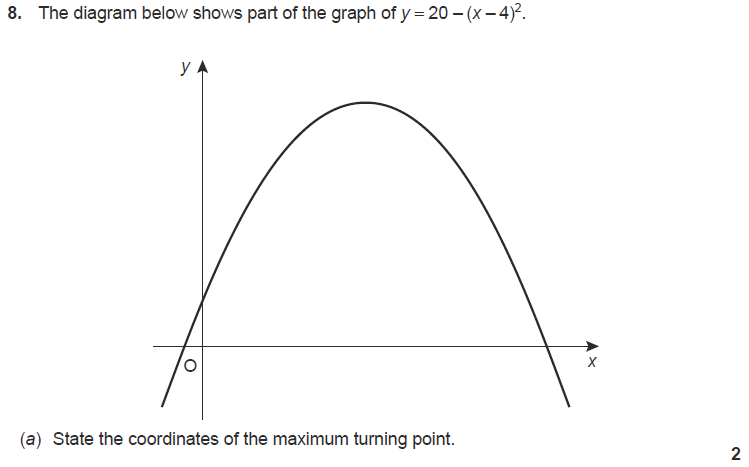 8. The diagram below shows part of the graph of y = 20 – (x – 4)².
y
O
x
(a) State the coordinates of the maximum turning point.
2